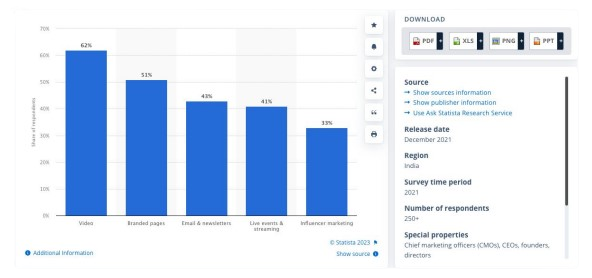 70%
60%
50%
40%
30%
20%
10%
0%
Share of respondents
62%
51%
43%
41%
33%
Video
Branded pages
Email & newsletters
Live events &
streaming
Influencer marketing
© Statista 2023
Additional Information
Show source
DOWNLOAD
PDF +
XLS +
PNG +
PPT +
Source
→ Show sources information
→ Show publisher information
→ Use Ask Statista Research Service
Release date
December 2021
Region
India
Survey time period
2021
Number of respondents
250+
Special properties
Chief marketing officers (CMOs), CEOs, founders,
directors